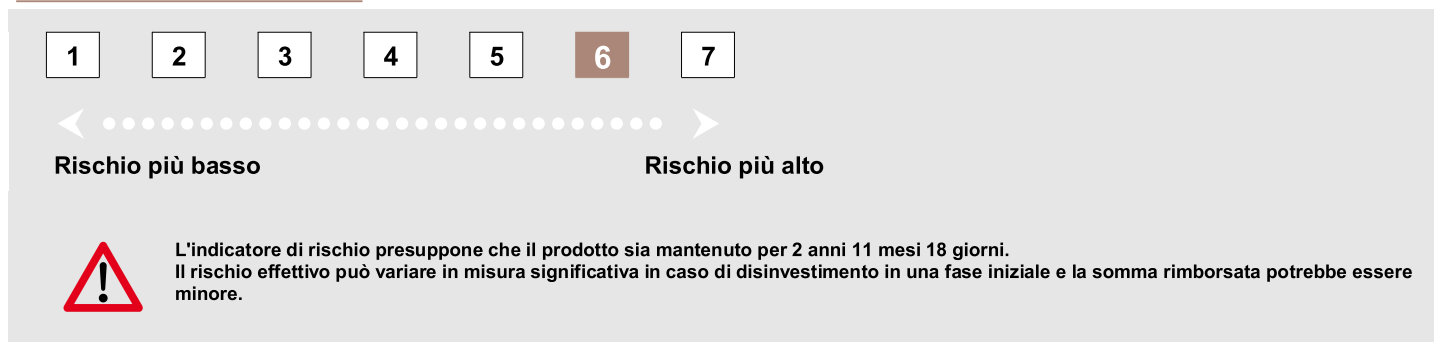 1 2 3 4 5 6 7
Rischio più basso Rischio più alto
L'indicatore di rischio presuppone che il prodotto sia mantenuto per 2 anni 11 mesi 18 giorni.
Il rischio effettivo può variare in misura significativa in caso di disinvestimento in una fase iniziale e la somma rimborsata potrebbe essere
minore.